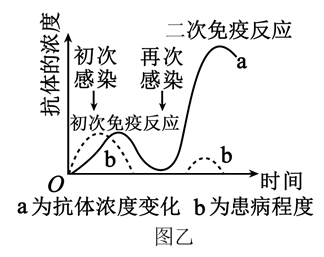 二次免疫反应
初次感染
再次感染
a
初次免疫反应
b
b
抗体的浓度
O
时间
a为抗体浓度变化 b为患病程度
图乙